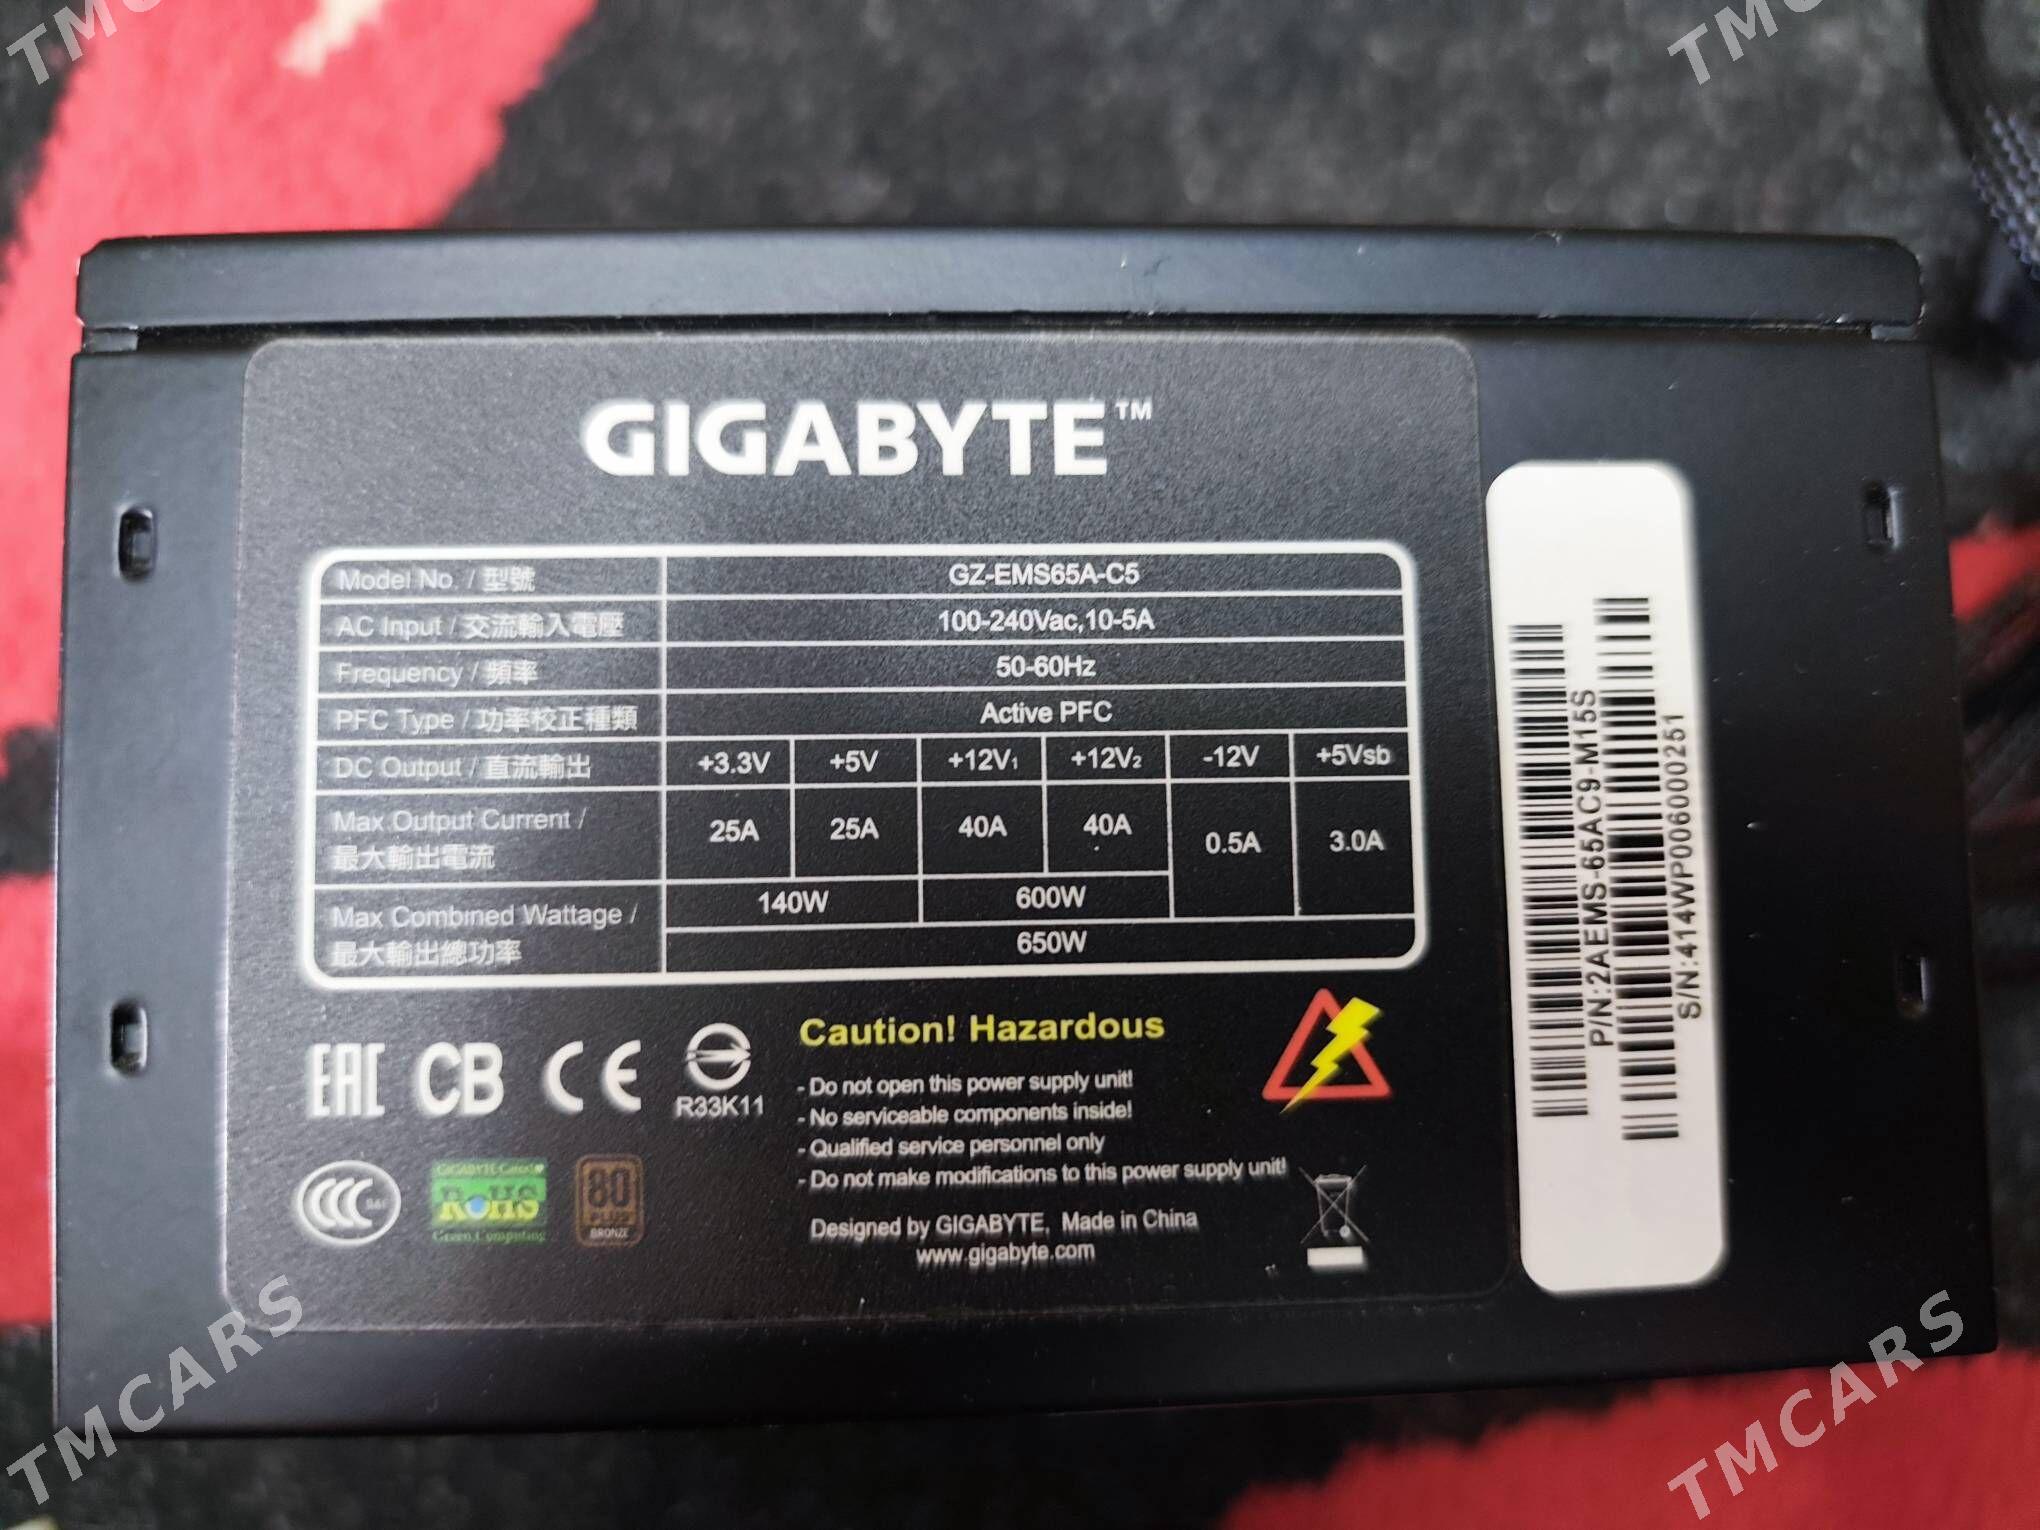 TMCARS
TMCARS
GIGABYTE™
Model No. / 型號 GZ-EMS65A-C5
AC Input / 交流輸入電壓 100-240Vac,10-5A
Frequency / 頻率 50-60Hz
PFC Type / 功率校正種類 Active PFC
DC Output / 直流輸出 +3.3V +5V +12V1 +12V2 -12V +5Vsb
Max Output Current /
最大輸出電流 25A 25A 40A 40A 0.5A 3.0A
Max Combined Wattage /
最大輸出總功率 140W 600W
650W
P/N:2AEMS-65AC9-M15S
S/N:414WP006000251
EAC CB CE
R33K11
CCC
GIGABYTE Cares
RoHS
Green Computing
80
PLUS
BRONZE
Caution! Hazardous
- Do not open this power supply unit!
- No serviceable components inside!
- Qualified service personnel only
- Do not make modifications to this power supply unit!
Designed by GIGABYTE, Made in China
www.gigabyte.com
TMCARS
TMCARS